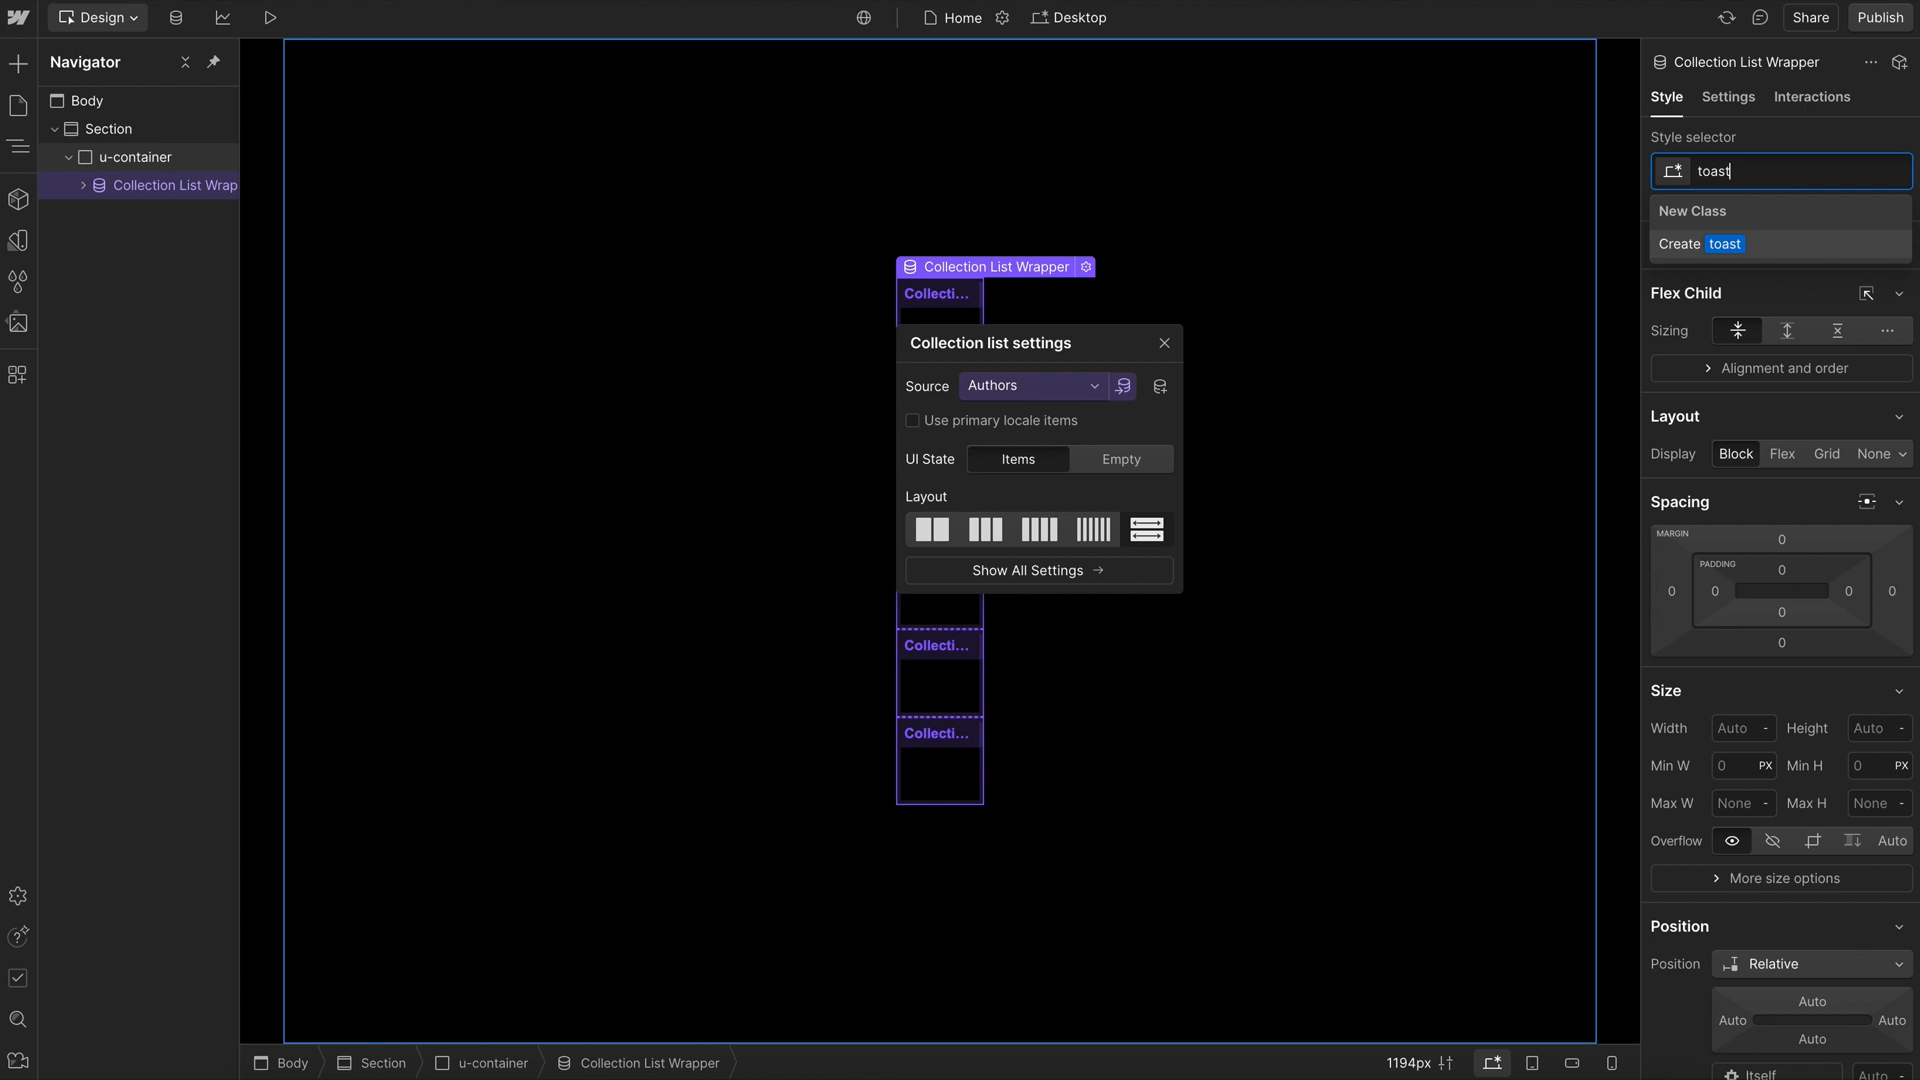 Design
Home
Desktop
Share
Publish
Navigator
Body
Section
u-container
Collection List Wrap
Collection List Wrapper
Collecti...
Collection list settings
Source
Authors
Use primary locale items
UI State
Items
Empty
Layout
Show All Settings
Collecti...
Collecti...
Collection List Wrapper
Style
Settings
Interactions
Style selector
toast
New Class
Create toast
Flex Child
Sizing
Alignment and order
Layout
Display
Block
Flex
Grid
None
Spacing
MARGIN
0
PADDING
0
0
0
0
0
0
0
Size
Width
Auto
-
Height
Auto
-
Min W
0
PX
Min H
0
PX
Max W
None
-
Max H
None
-
Overflow
Auto
More size options
Position
Position
Relative
Auto
Auto
Auto
Auto
Itself
Auto
-
Body
Section
u-container
Collection List Wrapper
1194px